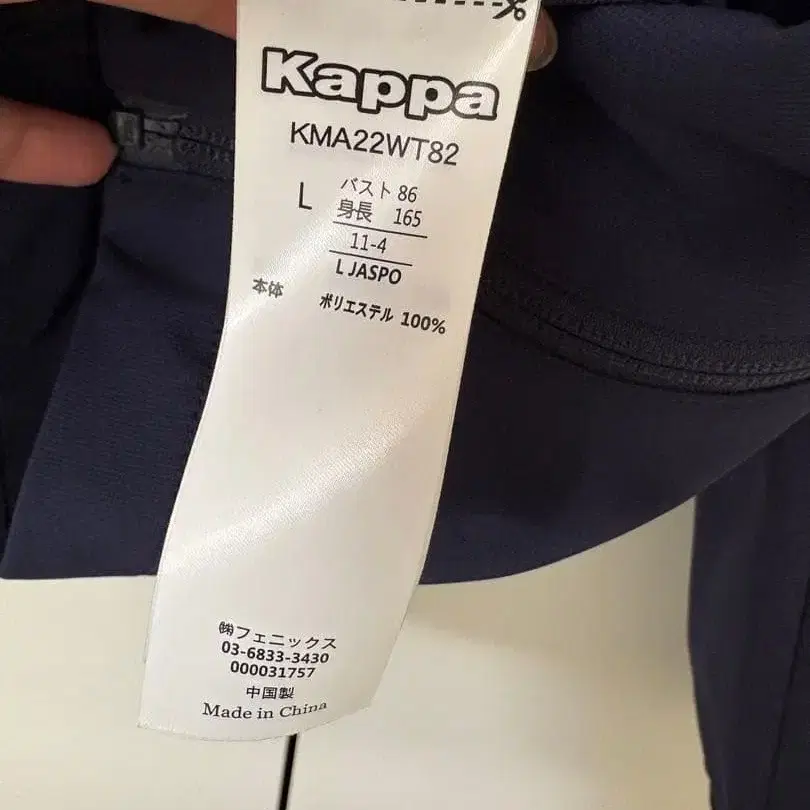 Kappa
KMA22WT82
L バスト 86
身長 165
11-4
L JASPO
本体 ポリエステル 100%
㈱フェニックス
03-6833-3430
000031757
中国製
Made in China